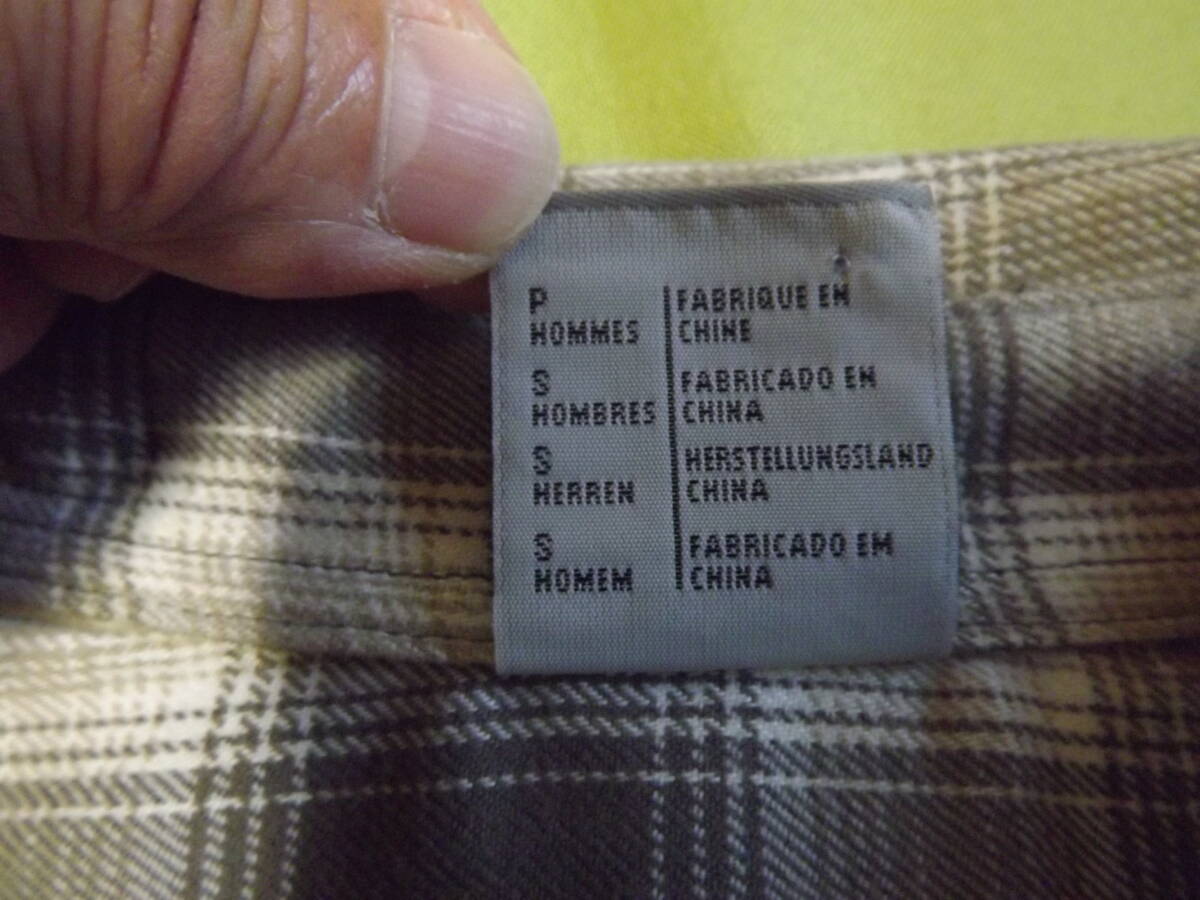 P
HOMMES
FABRIQUE EN
CHINE
S
HOMBRES
FABRICADO EN
CHINA
S
HERREN
HERSTELLUNGSLAND
CHINA
S
HOMEM
FABRICADO EM
CHINA